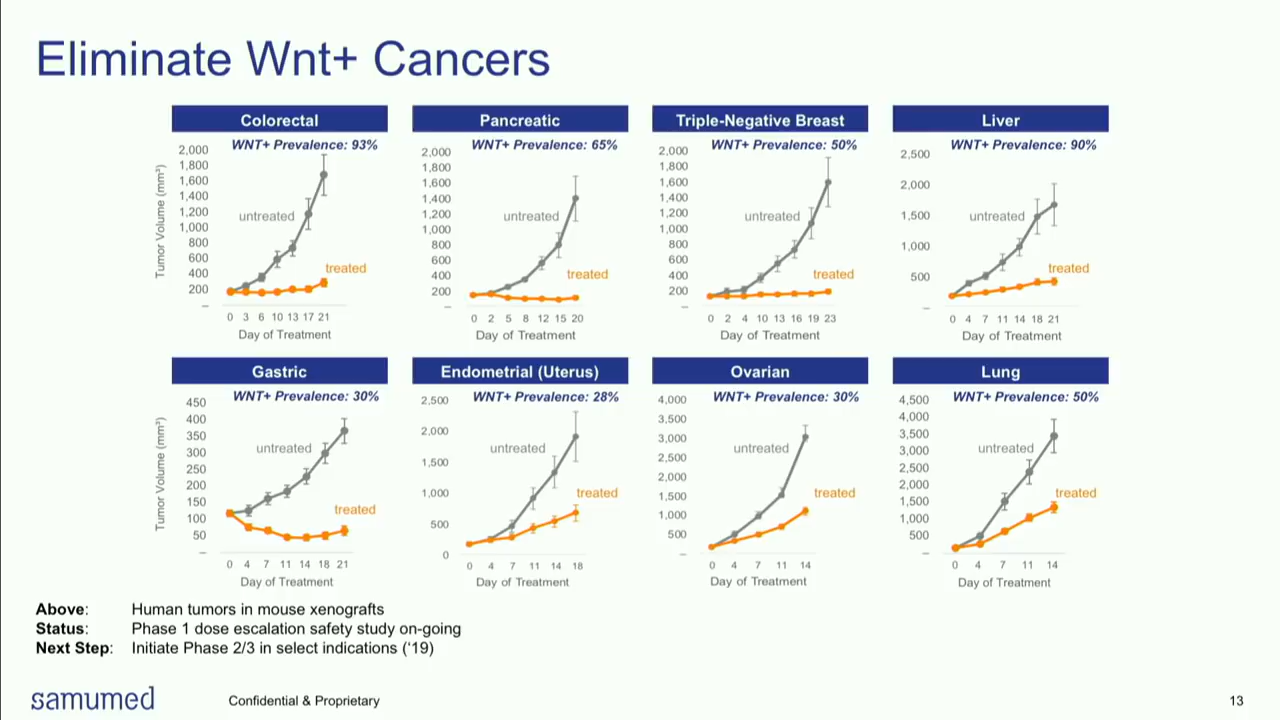 Eliminate Wnt+ Cancers
Colorectal
WNT+ Prevalence: 93%
Tumor Volume (mm³)
2,000
1,800
1,600
1,400
1,200
1,000
800
600
400
200
–
untreated
treated
0 3 6 10 13 17 21
Day of Treatment
Pancreatic
WNT+ Prevalence: 65%
2,000
1,800
1,600
1,400
1,200
1,000
800
600
400
200
–
untreated
treated
0 2 5 8 12 15 20
Day of Treatment
Triple-Negative Breast
WNT+ Prevalence: 50%
2,000
1,800
1,600
1,400
1,200
1,000
800
600
400
200
–
untreated
treated
0 2 4 10 13 16 19 23
Day of Treatment
Liver
WNT+ Prevalence: 90%
2,500
2,000
1,500
1,000
500
–
untreated
treated
0 4 7 11 14 18 21
Day of Treatment
Gastric
WNT+ Prevalence: 30%
Tumor Volume (mm³)
450
400
350
300
250
200
150
100
50
–
untreated
treated
0 4 7 11 14 18 21
Day of Treatment
Endometrial (Uterus)
WNT+ Prevalence: 28%
2,500
2,000
1,500
1,000
500
0
untreated
treated
0 4 7 11 14 18
Day of Treatment
Ovarian
WNT+ Prevalence: 30%
4,000
3,500
3,000
2,500
2,000
1,500
1,000
500
–
untreated
treated
0 4 7 11 14
Day of Treatment
Lung
WNT+ Prevalence: 50%
4,500
4,000
3,500
3,000
2,500
2,000
1,500
1,000
500
–
untreated
treated
0 4 7 11 14
Day of Treatment
Above: Human tumors in mouse xenografts
Status: Phase 1 dose escalation safety study on-going
Next Step: Initiate Phase 2/3 in select indications (‘19)
samumed
Confidential & Proprietary
13